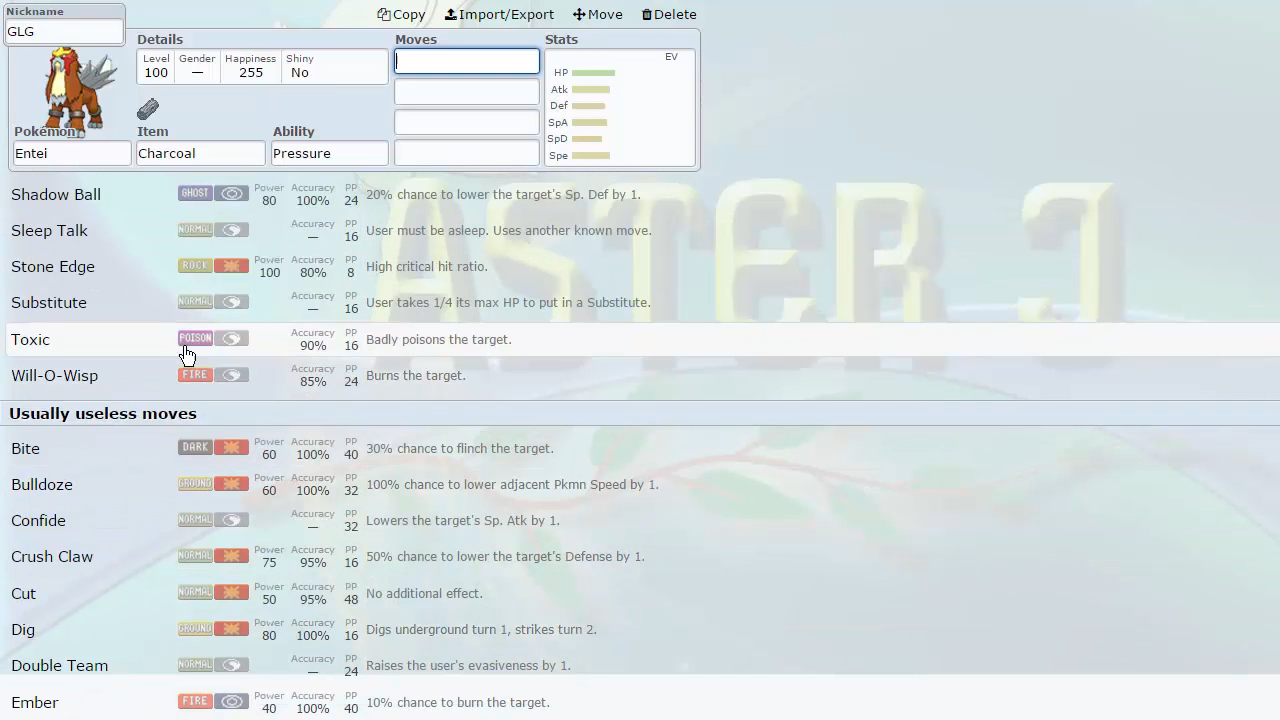 Nickname
GLG
Copy Import/Export Move Delete
Details
Moves
Stats
Level Gender Happiness Shiny
100 — 255 No
EV
HP
Atk
Def
SpA
SpD
Spe
Pokémon Item Ability
Entei Charcoal Pressure
ASTER J
Shadow Ball GHOST Power 80 Accuracy 100% PP 24 20% chance to lower the target's Sp. Def by 1.
Sleep Talk NORMAL Accuracy — PP 16 User must be asleep. Uses another known move.
Stone Edge ROCK Power 100 Accuracy 80% PP 8 High critical hit ratio.
Substitute NORMAL Accuracy — PP 16 User takes 1/4 its max HP to put in a Substitute.
Toxic POISON Accuracy 90% PP 16 Badly poisons the target.
Will-O-Wisp FIRE Accuracy 85% PP 24 Burns the target.
Usually useless moves
Bite DARK Power 60 Accuracy 100% PP 40 30% chance to flinch the target.
Bulldoze GROUND Power 60 Accuracy 100% PP 32 100% chance to lower adjacent Pkmn Speed by 1.
Confide NORMAL Accuracy — PP 32 Lowers the target's Sp. Atk by 1.
Crush Claw NORMAL Power 75 Accuracy 95% PP 16 50% chance to lower the target's Defense by 1.
Cut NORMAL Power 50 Accuracy 95% PP 48 No additional effect.
Dig GROUND Power 80 Accuracy 100% PP 16 Digs underground turn 1, strikes turn 2.
Double Team NORMAL Accuracy — PP 24 Raises the user's evasiveness by 1.
Ember FIRE Power 40 Accuracy 100% PP 40 10% chance to burn the target.